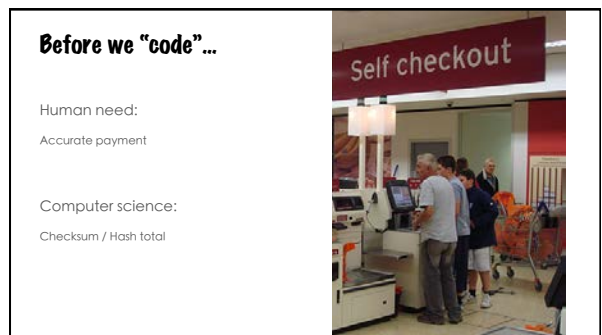 Before we “code”...
Self checkout
Human need:
Accurate payment
Computer science:
Checksum / Hash total